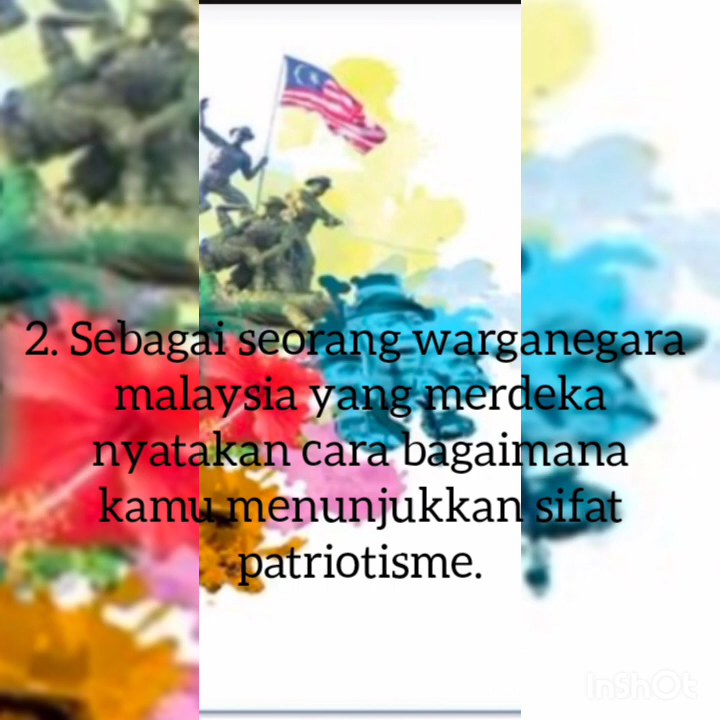 2. Sebagai seorang warganegara
malaysia yang merdeka
nyatakan cara bagaimana
kamu menunjukkan sifat
patriotisme.
InShOt